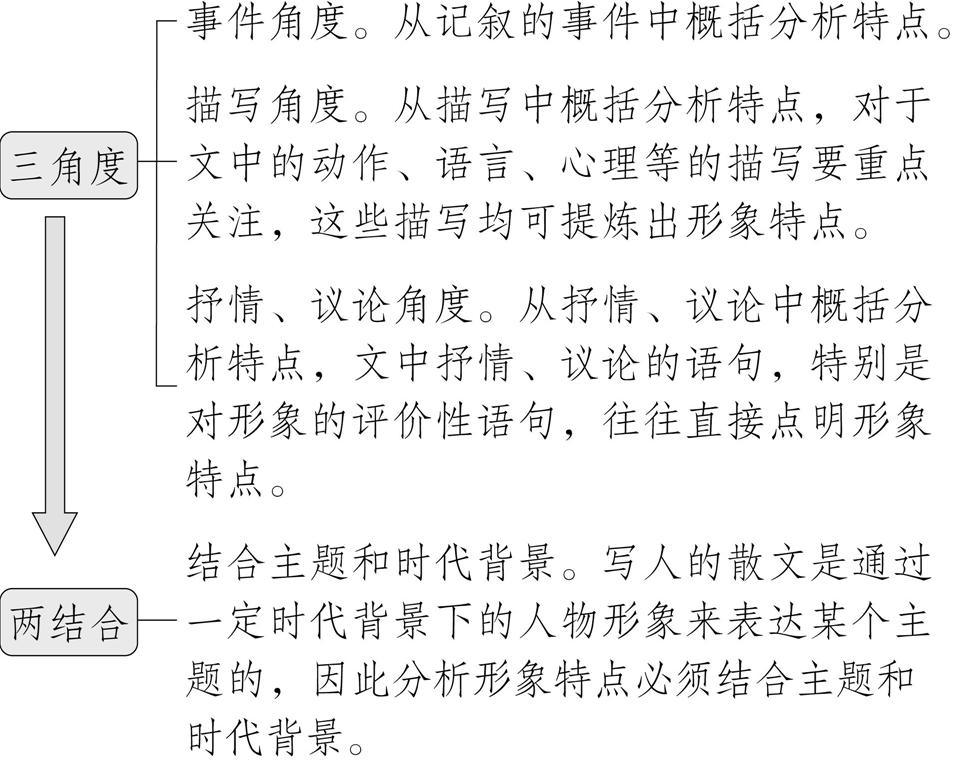 事件角度。从记叙的事件中概括分析特点。
三角度
描写角度。从描写中概括分析特点，对于
文中的动作、语言、心理等的描写要重点
关注，这些描写均可提炼出形象特点。
抒情、议论角度。从抒情、议论中概括分
析特点，文中抒情、议论的语句，特别是
对形象的评价性语句，往往直接点明形象
特点。
两结合
结合主题和时代背景。写人的散文是通过
一定时代背景下的人物形象来表达某个主
题的，因此分析形象特点必须结合主题和
时代背景。